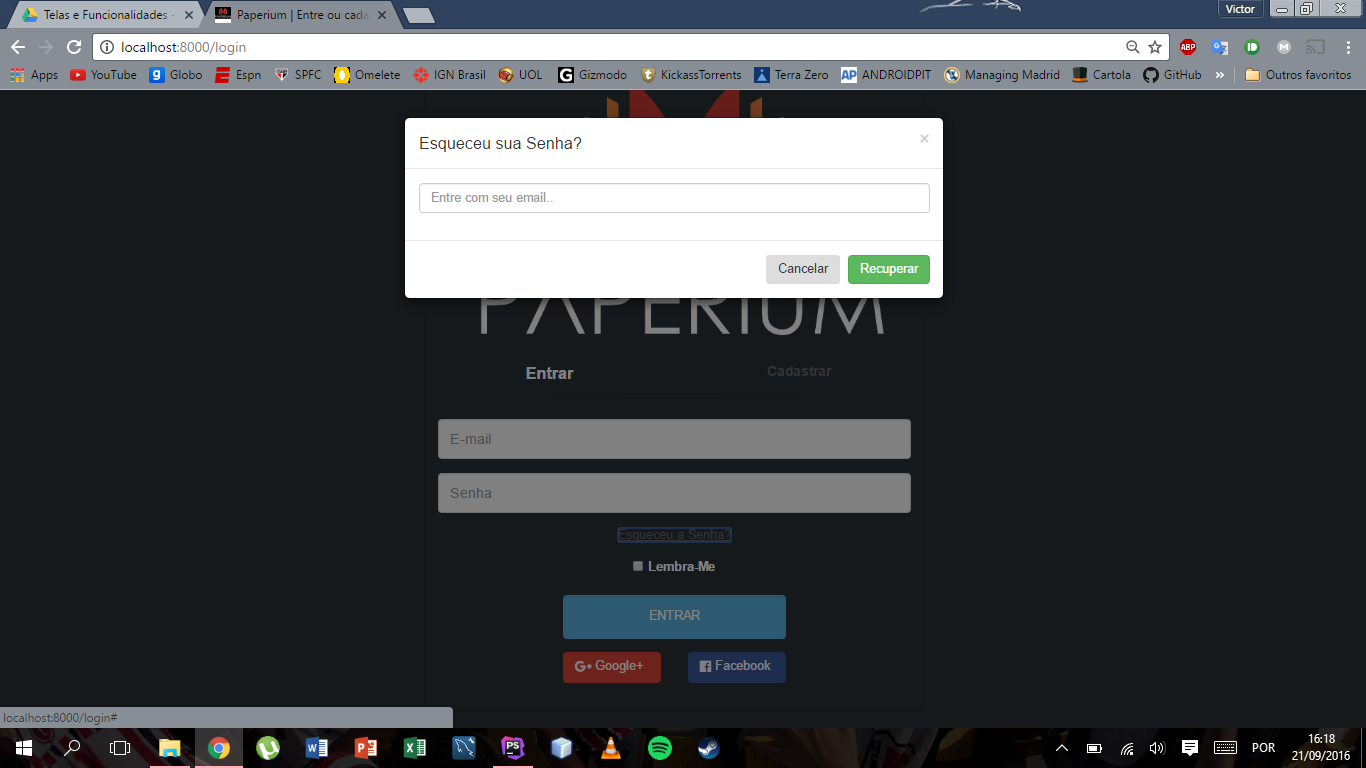 Telas e Funcionalidades -
Paperium | Entre ou cada
Victor
localhost:8000/login
ABP
M
Apps
YouTube
g Globo
Espn
SPFC
Omelete
IGN Brasil
UOL
G Gizmodo
t KickassTorrents
Terra Zero
AP ANDROIDPIT
Managing Madrid
Cartola
GitHub
»
Outros favoritos
Esqueceu sua Senha?
×
Entre com seu email..
Cancelar
Recuperar
PAPERIUM
Entrar
Cadastrar
E-mail
Senha
Esqueceu a Senha?
Lembra-Me
ENTRAR
G+ Google+
Facebook
localhost:8000/login#
PS
POR
16:18
21/09/2016